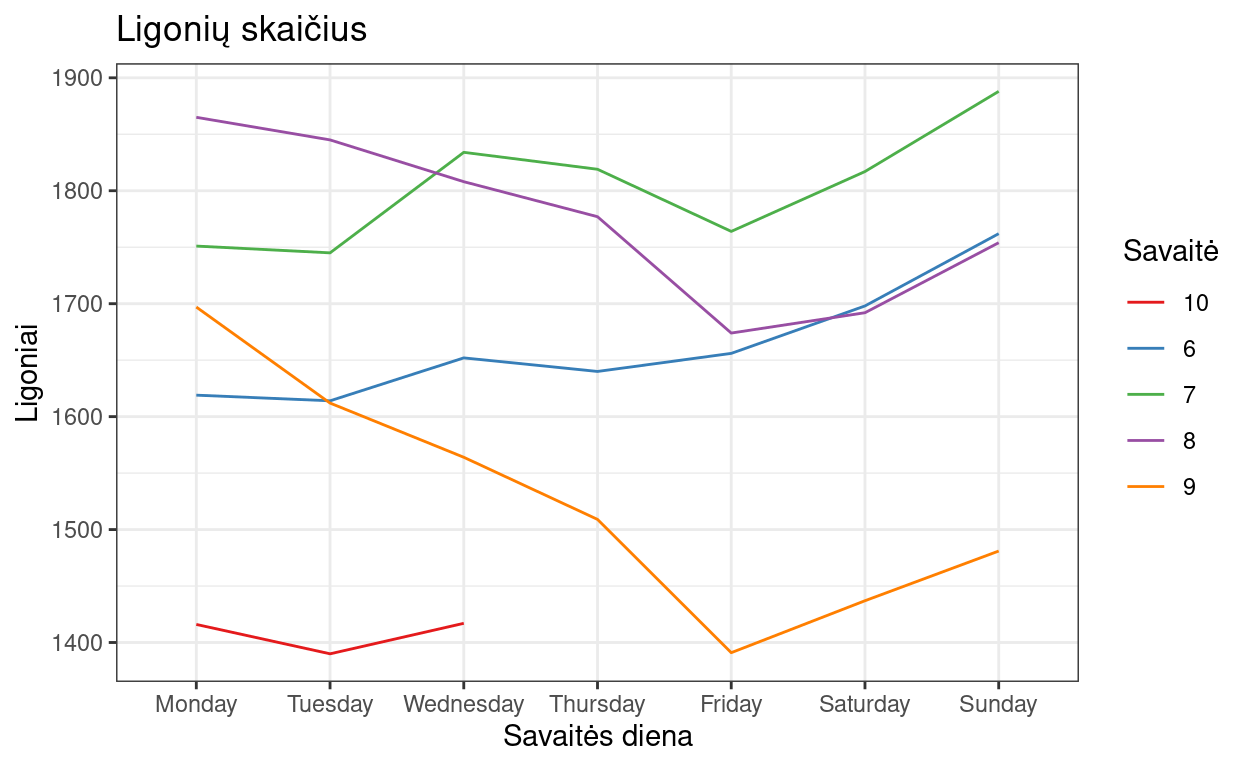 Ligonių skaičius
1900
1800
1700
1600
1500
1400
Ligoniai
Monday Tuesday Wednesday Thursday Friday Saturday Sunday
Savaitės diena
Savaitė
10
6
7
8
9